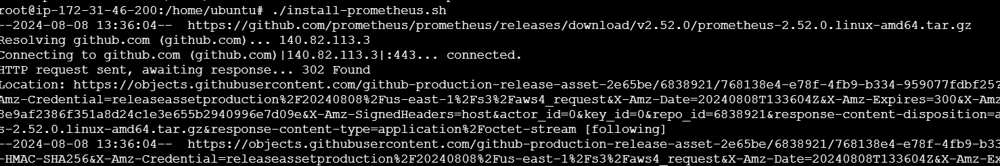 root@ip-172-31-46-200:/home/ubuntu# ./install-prometheus.sh
--2024-08-08 13:36:04--  https://github.com/prometheus/prometheus/releases/download/v2.52.0/prometheus-2.52.0.linux-amd64.tar.gz
Resolving github.com (github.com)... 140.82.113.3
Connecting to github.com (github.com)|140.82.113.3|:443... connected.
HTTP request sent, awaiting response... 302 Found
Location: https://objects.githubusercontent.com/github-production-release-asset-2e65be/6838921/768138e4-e78f-4fb9-b334-959077fdbf25?
Amz-Credential=releaseassetproduction%2F20240808%2Fus-east-1%2Fs3%2Faws4_request&X-Amz-Date=20240808T133604Z&X-Amz-Expires=300&X-Amz
8e9af2386f351a8d24c1e3e655b2940996e7d09e&X-Amz-SignedHeaders=host&actor_id=0&key_id=0&repo_id=6838921&response-content-disposition=a
s-2.52.0.linux-amd64.tar.gz&response-content-type=application%2Foctet-stream [following]
--2024-08-08 13:36:04--  https://objects.githubusercontent.com/github-production-release-asset-2e65be/6838921/768138e4-e78f-4fb9-b33
-HMAC-SHA256&X-Amz-Credential=releaseassetproduction%2F20240808%2Fus-east-1%2Fs3%2Faws4_request&X-Amz-Date=20240808T133604Z&X-Amz-Ex